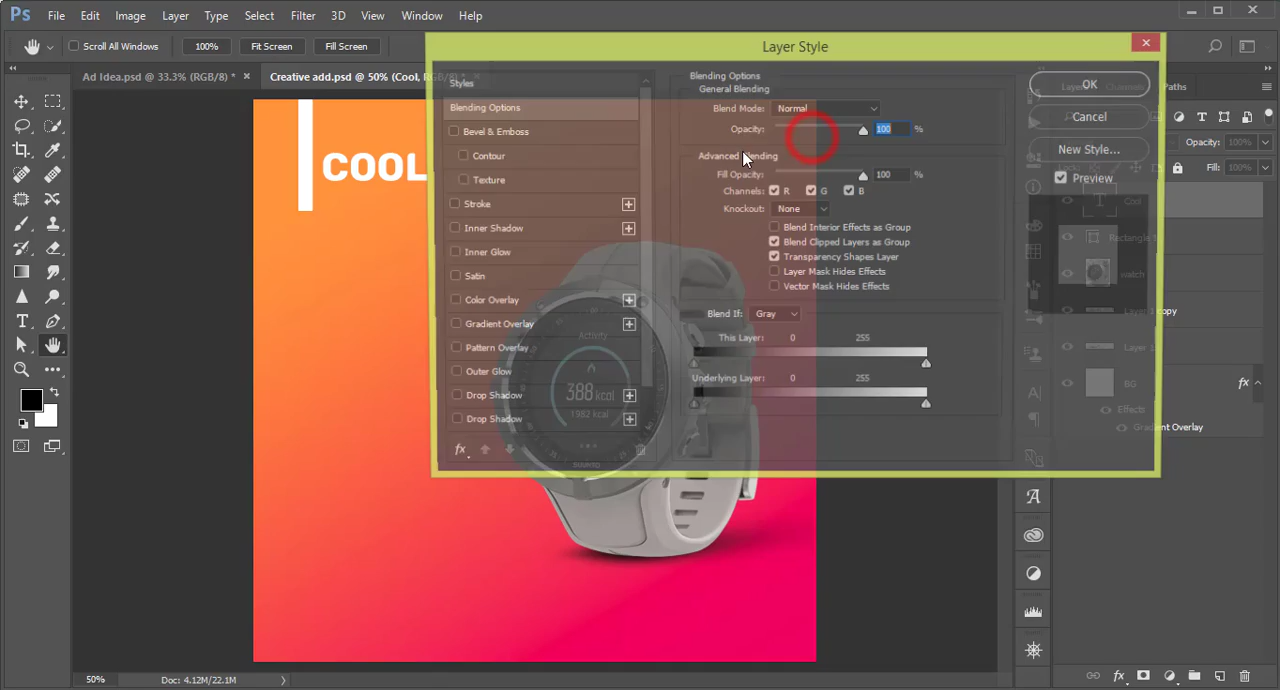 Ps File Edit Image Layer Type Select Filter 3D View Window Help
Scroll All Windows 100% Fit Screen Fill Screen
Layer Style
Ad Idea.psd @ 33.3% (RGB/8) * × Creative add.psd @ 50% (Cool, RGB/8) *
Paths
Styles
Blending Options
Bevel & Emboss
Contour
Texture
Stroke
Inner Shadow
Inner Glow
Satin
Color Overlay
Gradient Overlay
Pattern Overlay
Outer Glow
Drop Shadow
Drop Shadow
fx
Blending Options
General Blending
Blend Mode: Normal
Opacity: 100 %
Advanced Blending
Fill Opacity: 100 %
Channels: R G B
Knockout: None
Blend Interior Effects as Group
Blend Clipped Layers as Group
Transparency Shapes Layer
Layer Mask Hides Effects
Vector Mask Hides Effects
Blend If: Gray
This Layer: 0 255
Underlying Layer: 0 255
OK
Cancel
New Style...
Preview
COOL
Activity
388 kcal
1982 kcal
SUUNTO
Opacity: 100%
Fill: 100%
Cool
Rectangle 1
watch
Layer 1 copy
Layer 1
BG fx
Effects
Gradient Overlay
50% Doc: 4.12M/22.1M
fx